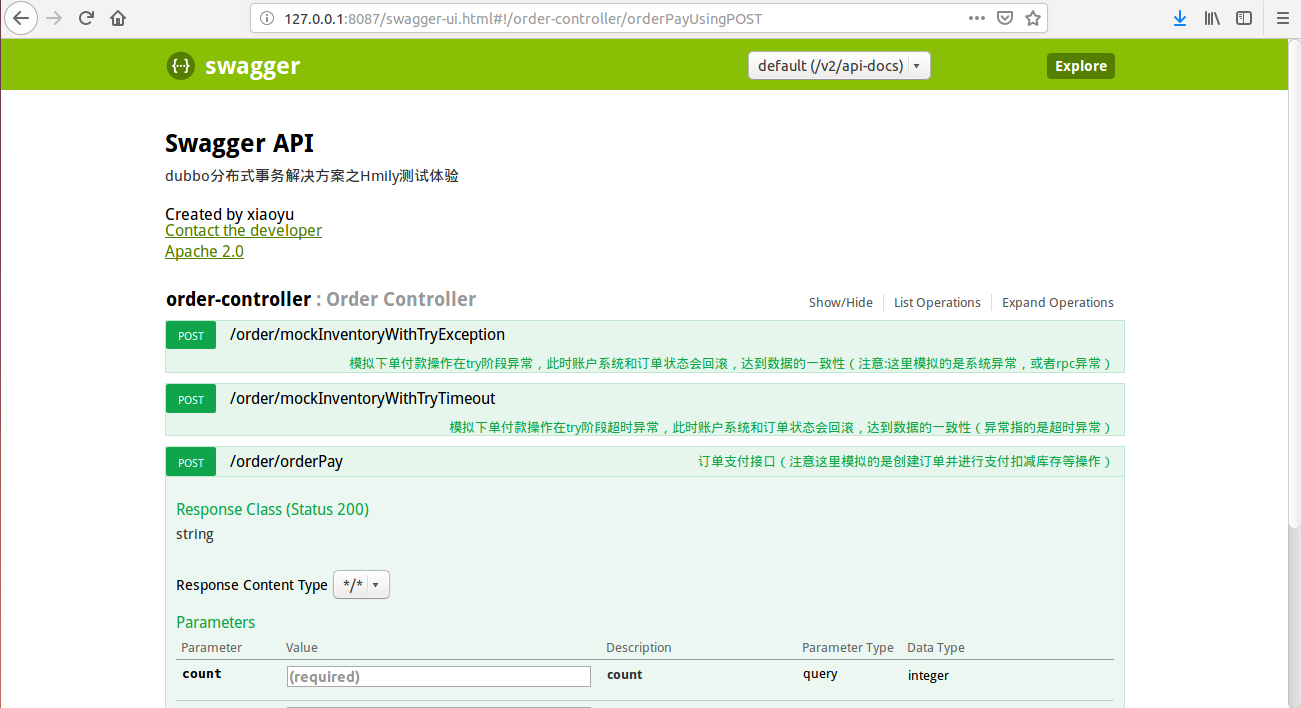 127.0.0.1:8087/swagger-ui.html#!/order-controller/orderPayUsingPOST
{···} swagger default (/v2/api-docs) Explore
Swagger API
dubbo分布式事务解决方案之Hmily测试体验
Created by xiaoyu
Contact the developer
Apache 2.0
order-controller : Order Controller Show/Hide List Operations Expand Operations
POST /order/mockInventoryWithTryException
模拟下单付款操作在try阶段异常，此时账户系统和订单状态会回滚，达到数据的一致性（注意:这里模拟的是系统异常，或者rpc异常）
POST /order/mockInventoryWithTryTimeout
模拟下单付款操作在try阶段超时异常，此时账户系统和订单状态会回滚，达到数据的一致性（异常指的是超时异常）
POST /order/orderPay 订单支付接口（注意这里模拟的是创建订单并进行支付扣减库存等操作）
Response Class (Status 200)
string
Response Content Type */*
Parameters
Parameter Value Description Parameter Type Data Type
count (required) count query integer